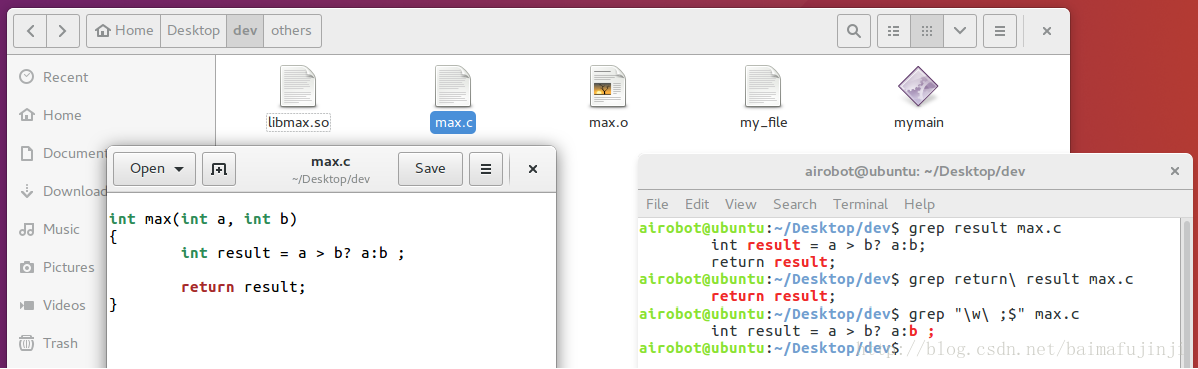 Home Desktop dev others
Recent
Home
Document
Download
Music
Pictures
Videos
Trash
libmax.so max.c max.o my_file mymain
Open max.c Save
~/Desktop/dev
int max(int a, int b)
{
int result = a > b? a:b ;
return result;
}
airobot@ubuntu: ~/Desktop/dev
File Edit View Search Terminal Help
airobot@ubuntu:~/Desktop/dev$ grep result max.c
int result = a > b? a:b;
return result;
airobot@ubuntu:~/Desktop/dev$ grep return\ result max.c
return result;
airobot@ubuntu:~/Desktop/dev$ grep "\w\ ;$" max.c
int result = a > b? a:b ;
airobot@ubuntu:~/Desktop/dev$
http://blog.csdn.net/baimafujinji